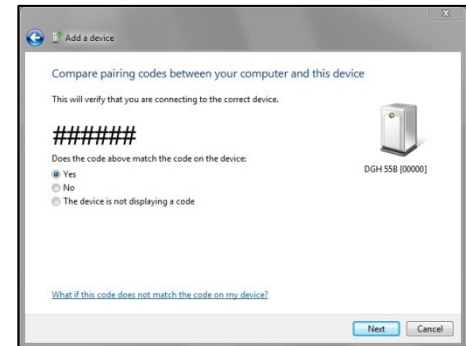 Add a device
Compare pairing codes between your computer and this device
This will verify that you are connecting to the correct device.
######
Does the code above match the code on the device:
Yes
No
The device is not displaying a code
DGH 55B [00000]
What if this code does not match the code on my device?
Next Cancel